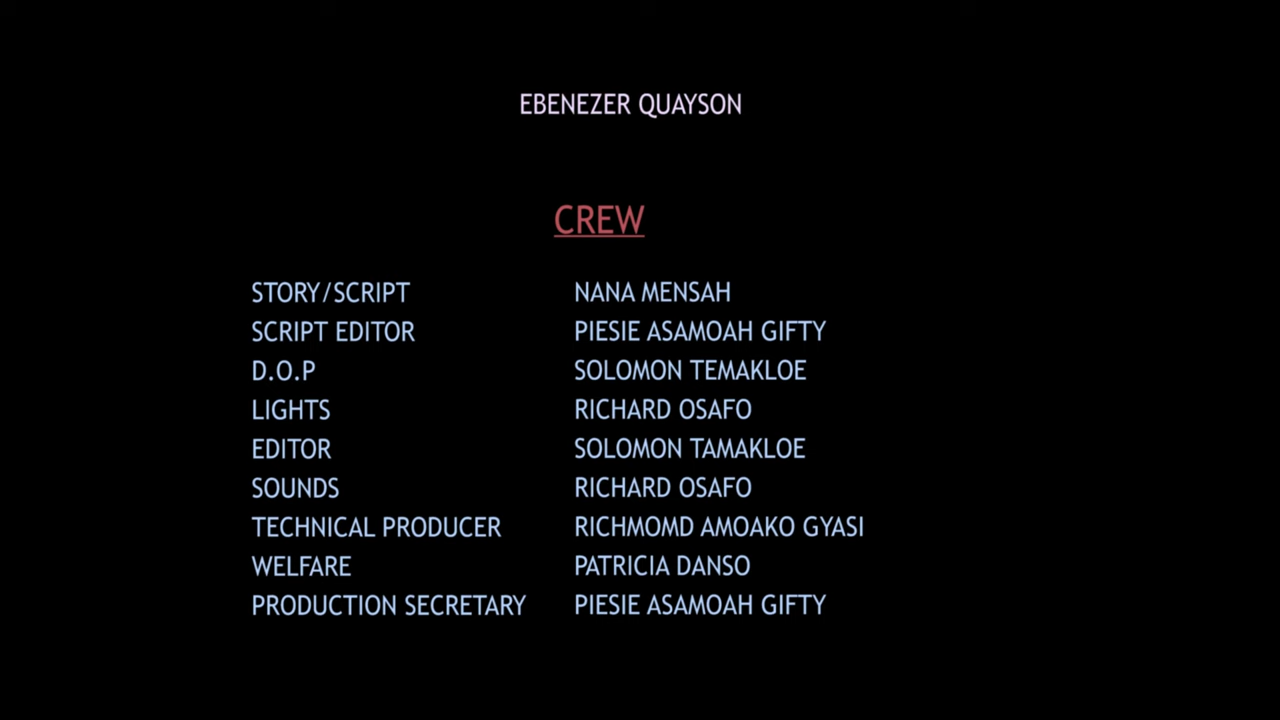 EBENEZER QUAYSON
CREW
STORY/SCRIPT NANA MENSAH
SCRIPT EDITOR PIESIE ASAMOAH GIFTY
D.O.P SOLOMON TEMAKLOE
LIGHTS RICHARD OSAFO
EDITOR SOLOMON TAMAKLOE
SOUNDS RICHARD OSAFO
TECHNICAL PRODUCER RICHMOMD AMOAKO GYASI
WELFARE PATRICIA DANSO
PRODUCTION SECRETARY PIESIE ASAMOAH GIFTY